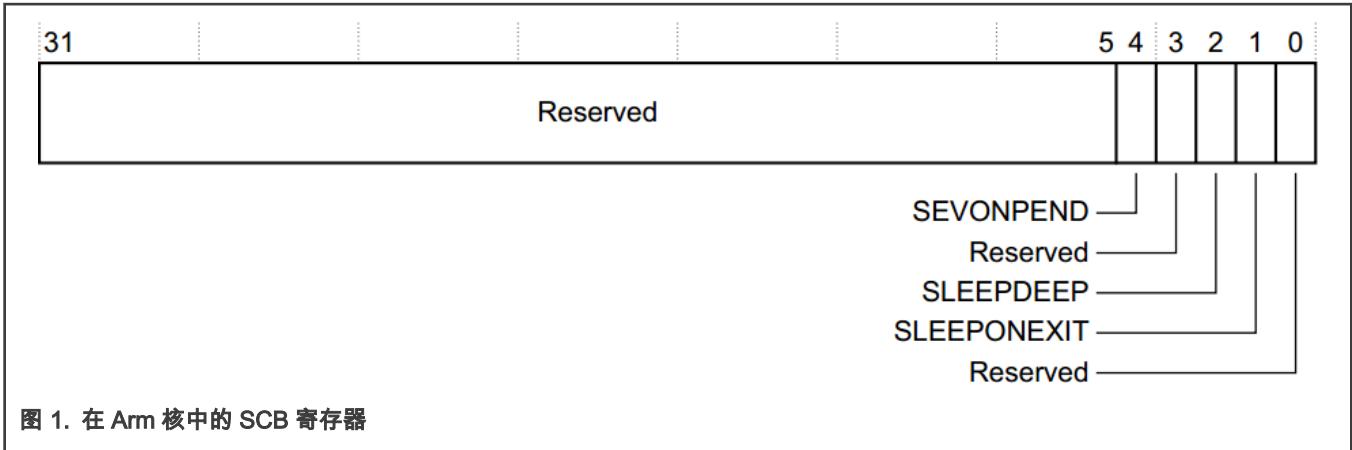 31 5 4 3 2 1 0
Reserved
SEVONPEND
Reserved
SLEEPDEEP
SLEEPONEXIT
Reserved
图 1. 在 Arm 核中的 SCB 寄存器